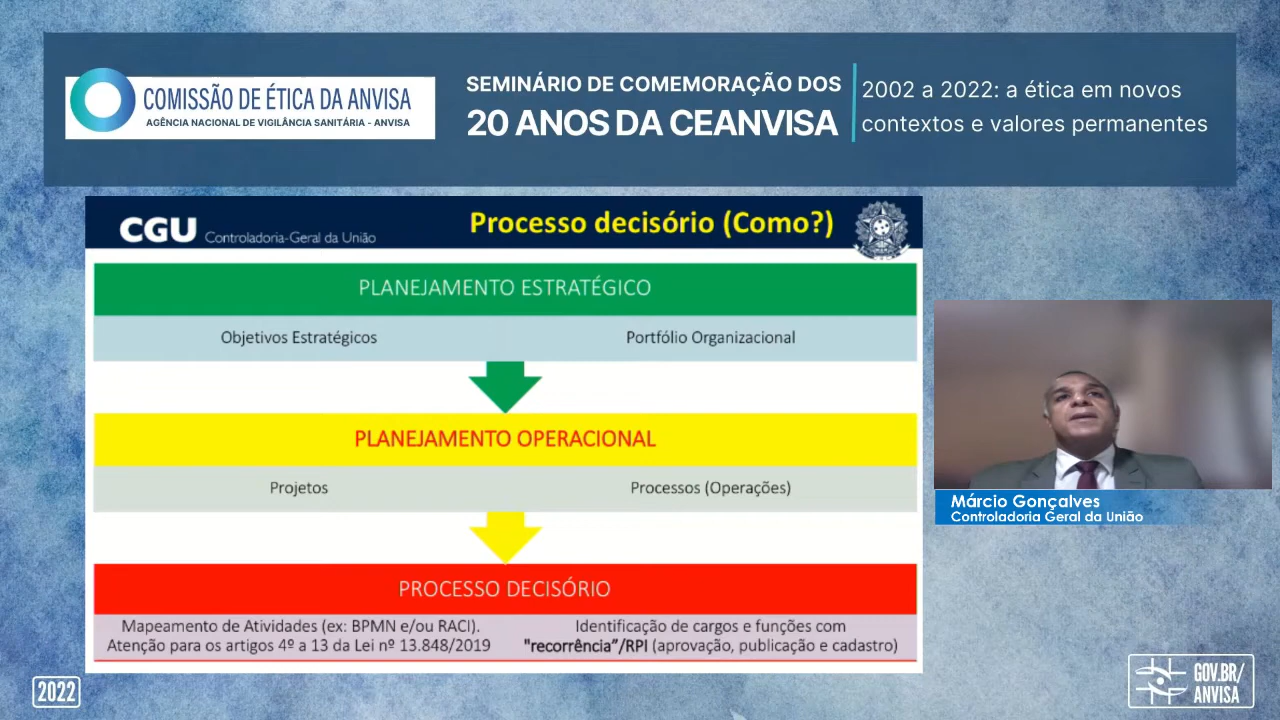 COMISSÃO DE ÉTICA DA ANVISA
AGÊNCIA NACIONAL DE VIGILÂNCIA SANITÁRIA - ANVISA
SEMINÁRIO DE COMEMORAÇÃO DOS
20 ANOS DA CEANVISA
2002 a 2022: a ética em novos
contextos e valores permanentes
CGU Controladoria-Geral da União
Processo decisório (Como?)
PLANEJAMENTO ESTRATÉGICO
Objetivos Estratégicos
Portfólio Organizacional
PLANEJAMENTO OPERACIONAL
Projetos
Processos (Operações)
PROCESSO DECISÓRIO
Mapeamento de Atividades (ex: BPMN e/ou RACI).
Atenção para os artigos 4º a 13 da Lei nº 13.848/2019
Identificação de cargos e funções com
"recorrência”/RPI (aprovação, publicação e cadastro)
Márcio Gonçalves
Controladoria Geral da União
2022
GOV.BR/
ANVISA